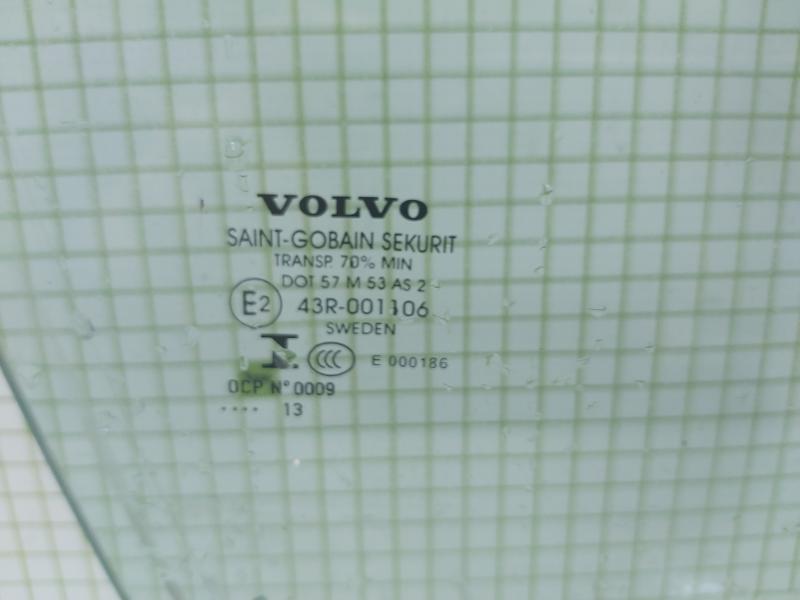 VOLVO
SAINT-GOBAIN SEKURIT
TRANSP. 70% MIN
DOT 57 M 53 AS 2
E2 43R-001106
SWEDEN
I. CCC E 000186
OCP N° 0009
.... 13